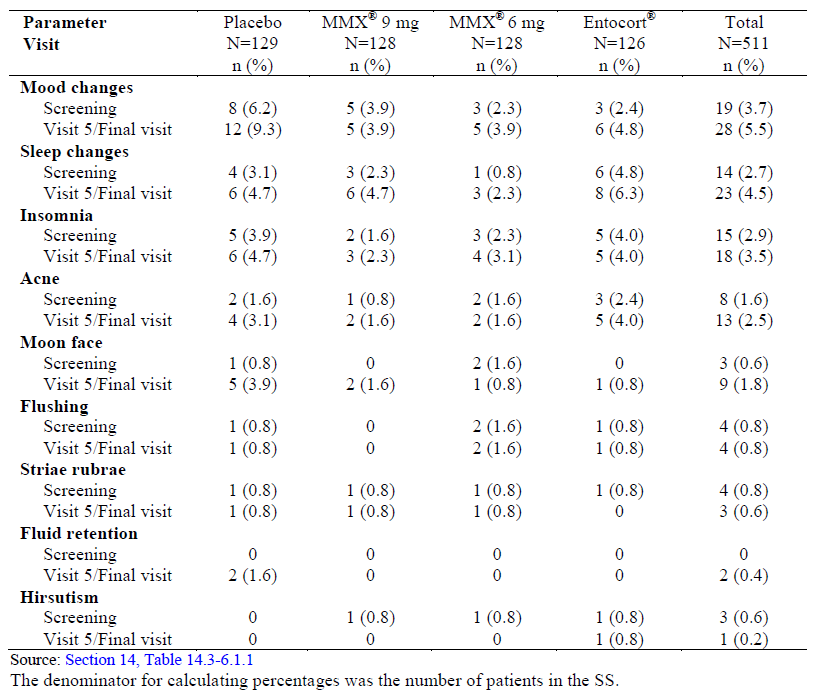 Parameter Placebo MMX® 9 mg MMX® 6 mg Entocort® Total
Visit N=129 N=128 N=128 N=126 N=511
n (%) n (%) n (%) n (%) n (%)
Mood changes
Screening 8 (6.2) 5 (3.9) 3 (2.3) 3 (2.4) 19 (3.7)
Visit 5/Final visit 12 (9.3) 5 (3.9) 5 (3.9) 6 (4.8) 28 (5.5)
Sleep changes
Screening 4 (3.1) 3 (2.3) 1 (0.8) 6 (4.8) 14 (2.7)
Visit 5/Final visit 6 (4.7) 6 (4.7) 3 (2.3) 8 (6.3) 23 (4.5)
Insomnia
Screening 5 (3.9) 2 (1.6) 3 (2.3) 5 (4.0) 15 (2.9)
Visit 5/Final visit 6 (4.7) 3 (2.3) 4 (3.1) 5 (4.0) 18 (3.5)
Acne
Screening 2 (1.6) 1 (0.8) 2 (1.6) 3 (2.4) 8 (1.6)
Visit 5/Final visit 4 (3.1) 2 (1.6) 2 (1.6) 5 (4.0) 13 (2.5)
Moon face
Screening 1 (0.8) 0 2 (1.6) 0 3 (0.6)
Visit 5/Final visit 5 (3.9) 2 (1.6) 1 (0.8) 1 (0.8) 9 (1.8)
Flushing
Screening 1 (0.8) 0 2 (1.6) 1 (0.8) 4 (0.8)
Visit 5/Final visit 1 (0.8) 0 2 (1.6) 1 (0.8) 4 (0.8)
Striae rubrae
Screening 1 (0.8) 1 (0.8) 1 (0.8) 1 (0.8) 4 (0.8)
Visit 5/Final visit 1 (0.8) 1 (0.8) 1 (0.8) 0 3 (0.6)
Fluid retention
Screening 0 0 0 0 0
Visit 5/Final visit 2 (1.6) 0 0 0 2 (0.4)
Hirsutism
Screening 0 1 (0.8) 1 (0.8) 1 (0.8) 3 (0.6)
Visit 5/Final visit 0 0 0 1 (0.8) 1 (0.2)
Source: Section 14, Table 14.3-6.1.1
The denominator for calculating percentages was the number of patients in the SS.